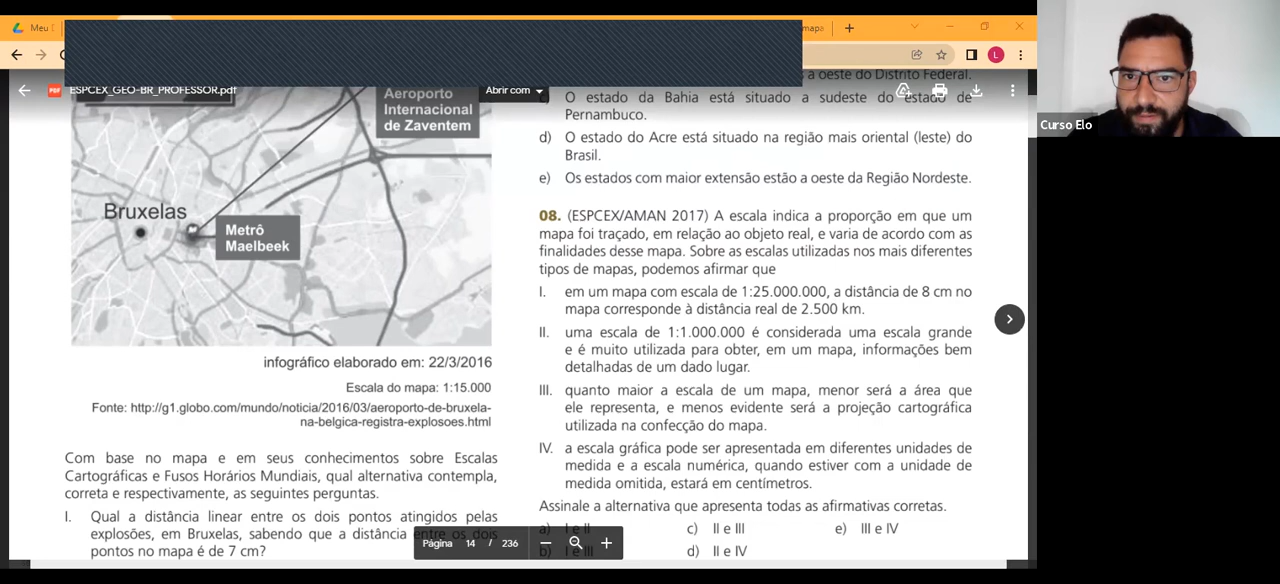 Meu
mapa
ESPCEX_GEO-BR_PROFESSOR.pdf
Abrir com
Aeroporto
Internacional
de Zaventem
Bruxelas
Metrô
Maelbeek
infográfico elaborado em: 22/3/2016
Escala do mapa: 1:15.000
Fonte: http://g1.globo.com/mundo/noticia/2016/03/aeroporto-de-bruxela-
na-belgica-registra-explosoes.html
Com base no mapa e em seus conhecimentos sobre Escalas
Cartográficas e Fusos Horários Mundiais, qual alternativa contempla,
correta e respectivamente, as seguintes perguntas.
I. Qual a distância linear entre os dois pontos atingidos pelas
explosões, em Bruxelas, sabendo que a distância entre os dois
pontos no mapa é de 7 cm?
a oeste do Distrito Federal.
c) O estado da Bahia está situado a sudeste do estado de
Pernambuco.
d) O estado do Acre está situado na região mais oriental (leste) do
Brasil.
e) Os estados com maior extensão estão a oeste da Região Nordeste.
08. (ESPCEX/AMAN 2017) A escala indica a proporção em que um
mapa foi traçado, em relação ao objeto real, e varia de acordo com as
finalidades desse mapa. Sobre as escalas utilizadas nos mais diferentes
tipos de mapas, podemos afirmar que
I. em um mapa com escala de 1:25.000.000, a distância de 8 cm no
mapa corresponde à distância real de 2.500 km.
II. uma escala de 1:1.000.000 é considerada uma escala grande
e é muito utilizada para obter, em um mapa, informações bem
detalhadas de um dado lugar.
III. quanto maior a escala de um mapa, menor será a área que
ele representa, e menos evidente será a projeção cartográfica
utilizada na confecção do mapa.
IV. a escala gráfica pode ser apresentada em diferentes unidades de
medida e a escala numérica, quando estiver com a unidade de
medida omitida, estará em centímetros.
Assinale a alternativa que apresenta todas as afirmativas corretas.
a) I e II
b) I e III
c) II e III
d) II e IV
e) III e IV
Página 14 / 236
L
Curso Elo